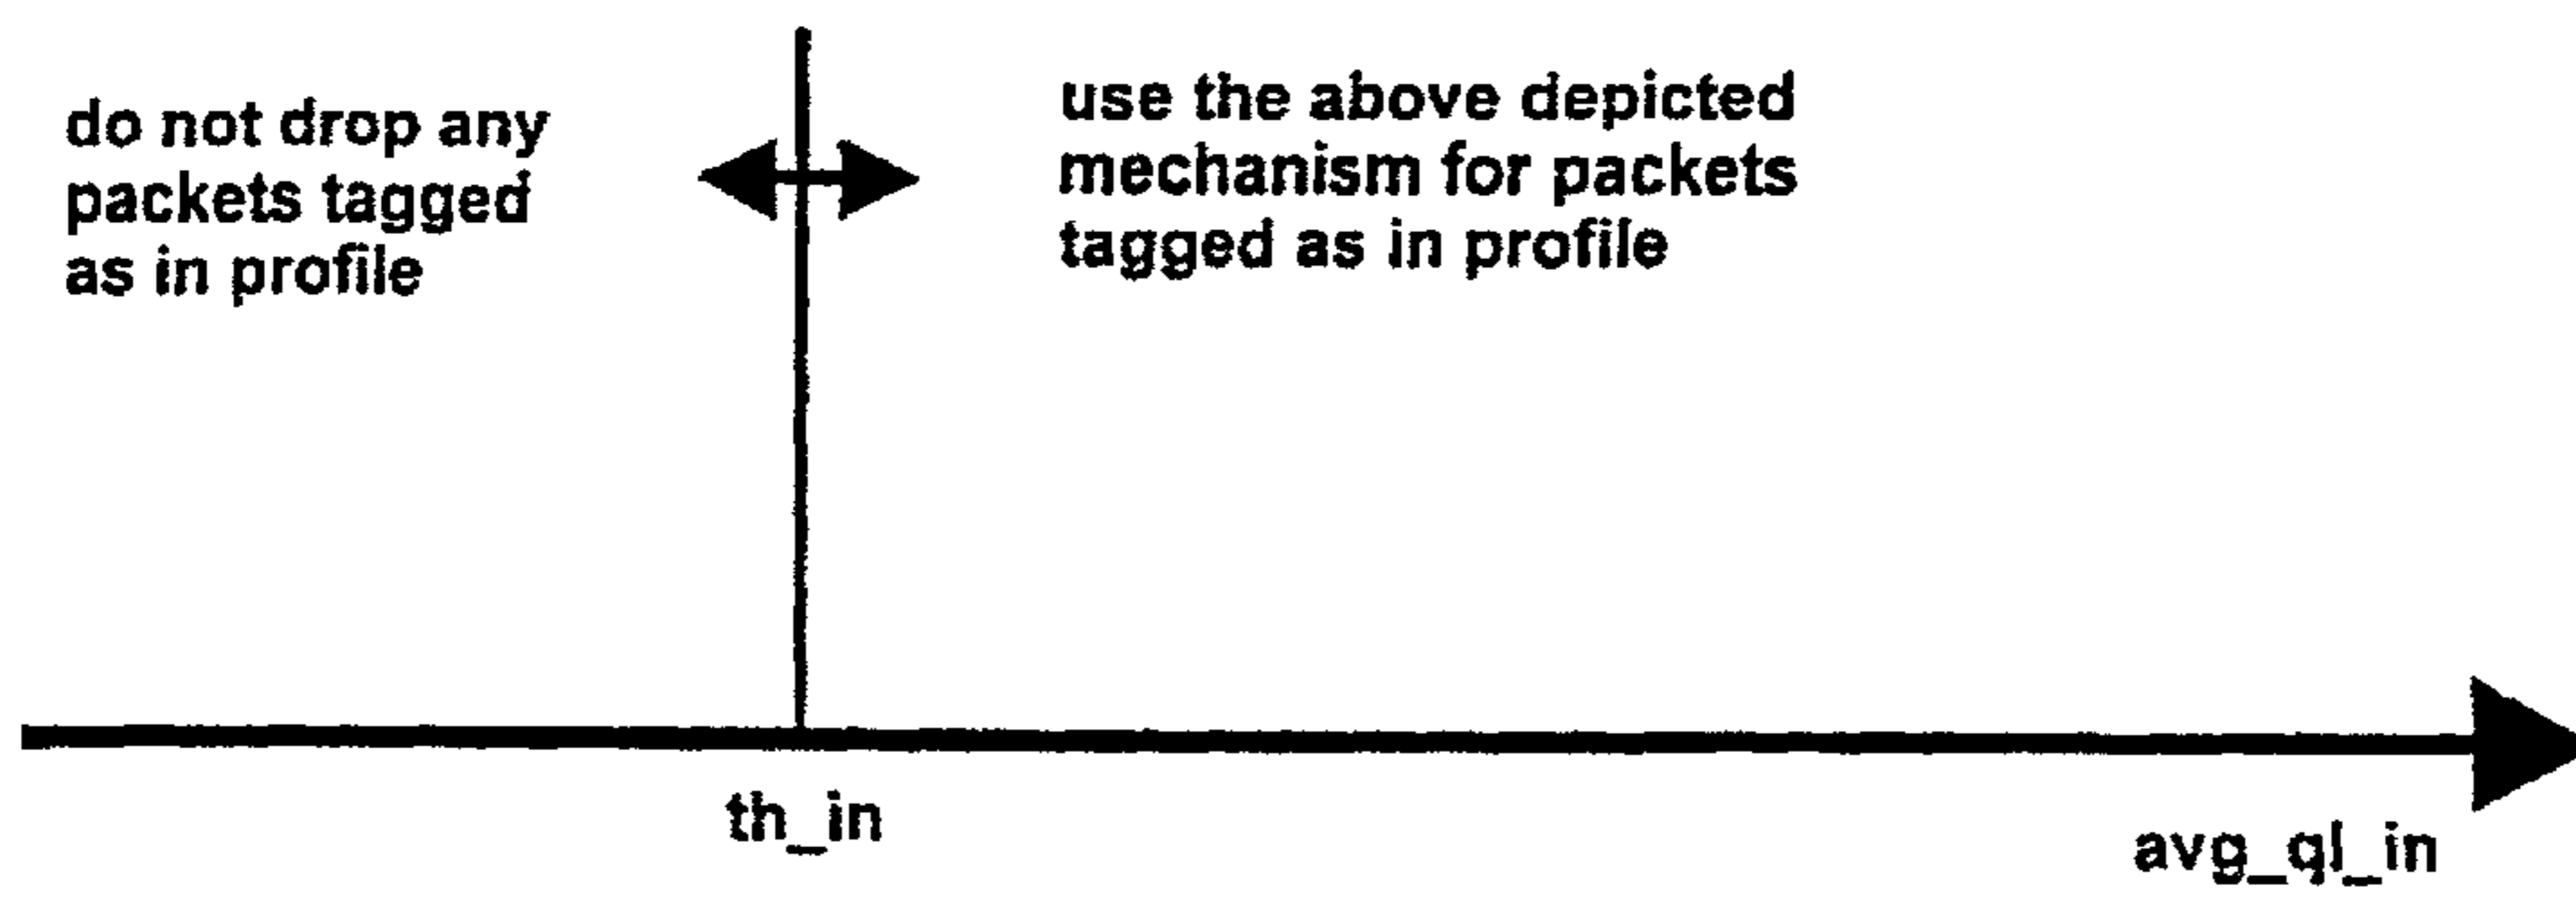 do not drop any
packets tagged
as in profile
use the above depicted
mechanism for packets
tagged as in profile
th_in
avg_ql_in